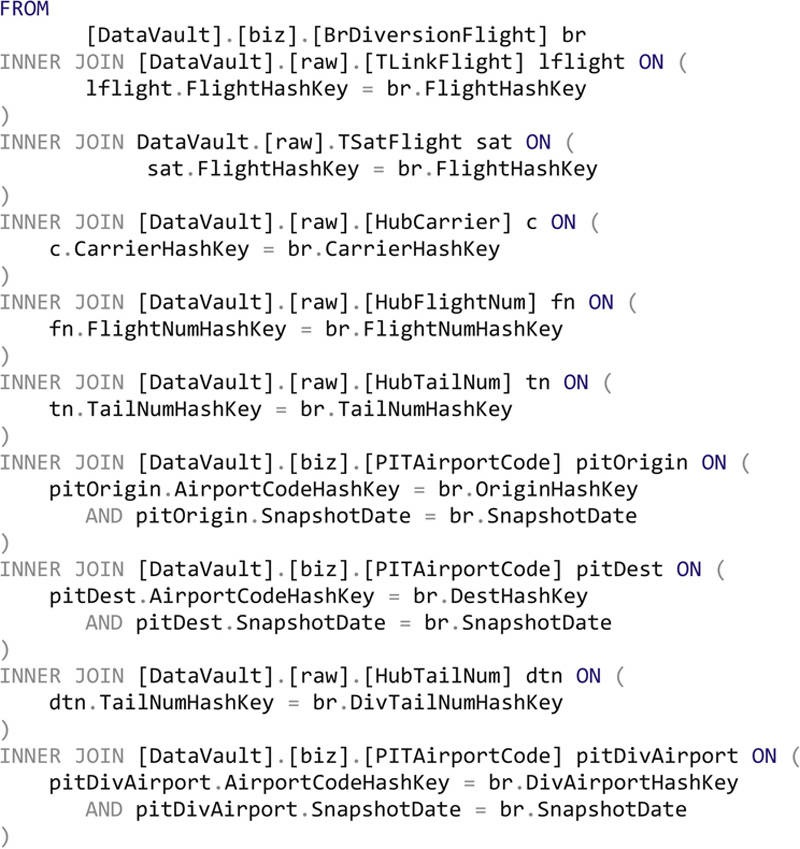 FROM
[DataVault].[biz].[BrDiversionFlight] br
INNER JOIN [DataVault].[raw].[TLinkFlight] lflight ON (
lflight.FlightHashKey = br.FlightHashKey
)
INNER JOIN DataVault.[raw].TSatFlight sat ON (
sat.FlightHashKey = br.FlightHashKey
)
INNER JOIN [DataVault].[raw].[HubCarrier] c ON (
c.CarrierHashKey = br.CarrierHashKey
)
INNER JOIN [DataVault].[raw].[HubFlightNum] fn ON (
fn.FlightNumHashKey = br.FlightNumHashKey
)
INNER JOIN [DataVault].[raw].[HubTailNum] tn ON (
tn.TailNumHashKey = br.TailNumHashKey
)
INNER JOIN [DataVault].[biz].[PITAirportCode] pitOrigin ON (
pitOrigin.AirportCodeHashKey = br.OriginHashKey
AND pitOrigin.SnapshotDate = br.SnapshotDate
)
INNER JOIN [DataVault].[biz].[PITAirportCode] pitDest ON (
pitDest.AirportCodeHashKey = br.DestHashKey
AND pitDest.SnapshotDate = br.SnapshotDate
)
INNER JOIN [DataVault].[raw].[HubTailNum] dtn ON (
dtn.TailNumHashKey = br.DivTailNumHashKey
)
INNER JOIN [DataVault].[biz].[PITAirportCode] pitDivAirport ON (
pitDivAirport.AirportCodeHashKey = br.DivAirportHashKey
AND pitDivAirport.SnapshotDate = br.SnapshotDate
)